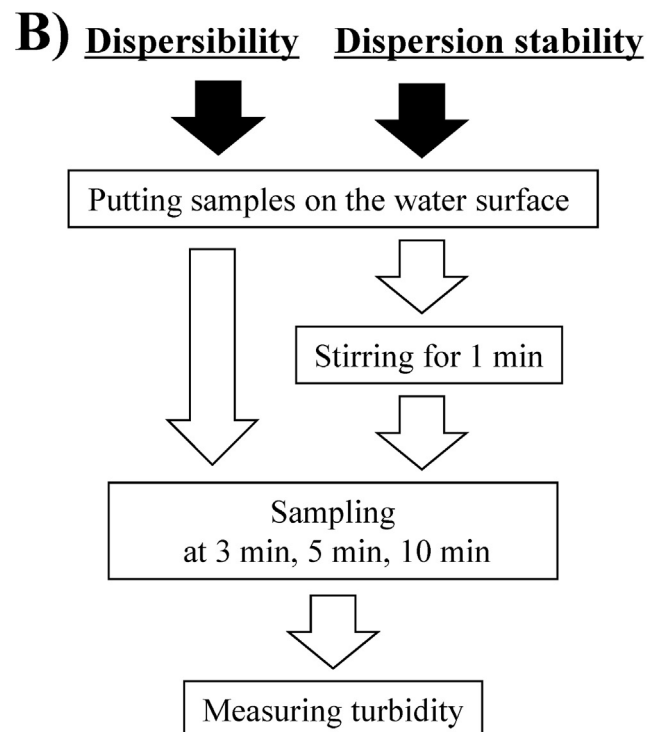 B) Dispersibility Dispersion stability
Putting samples on the water surface
Stirring for 1 min
Sampling
at 3 min, 5 min, 10 min
Measuring turbidity